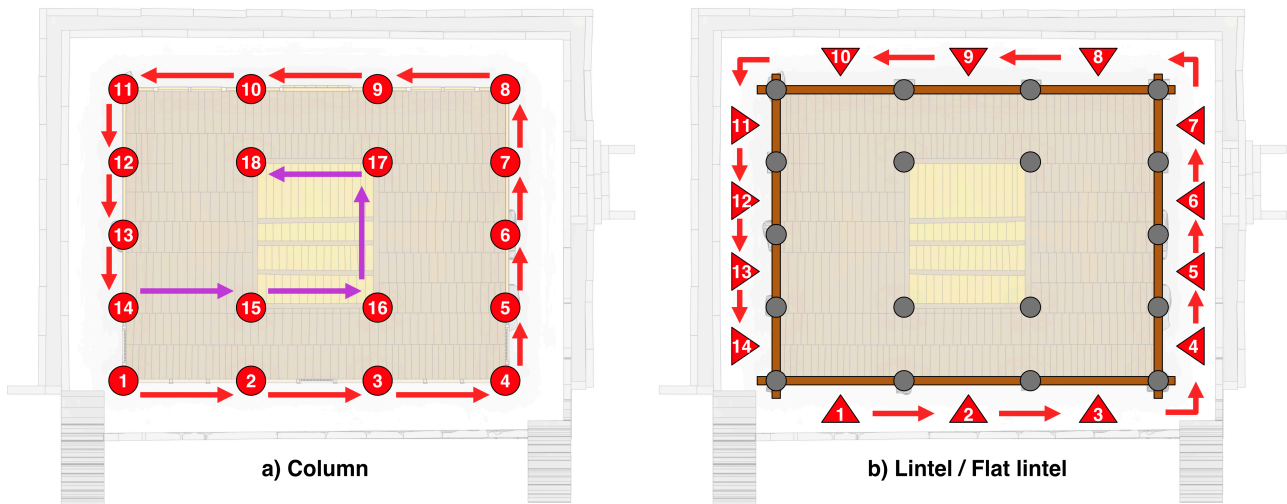 11 10 9 8
12 18 17 7
13 6
14 15 16 5
1 2 3 4
a) Column
10 9 8
11 7
12 6
13 5
14 4
1 2 3
b) Lintel / Flat lintel